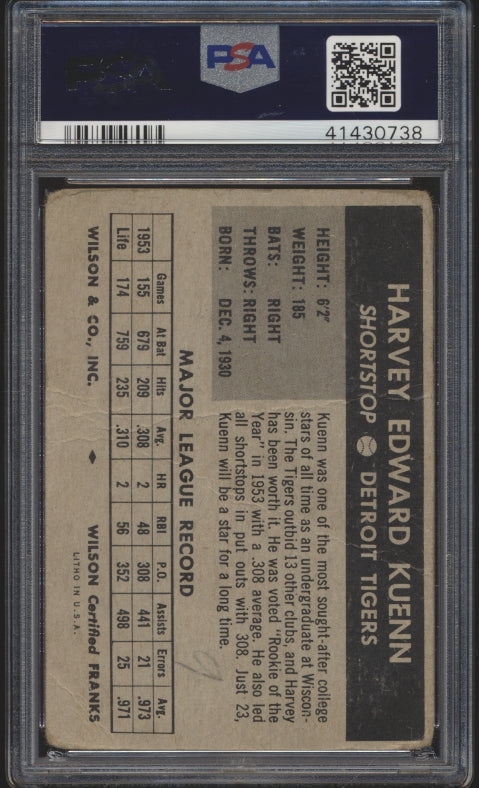 PSA
PSA
41430738
HARVEY EDWARD KUENN
SHORTSTOP DETROIT TIGERS
HEIGHT: 6'2"
WEIGHT: 185
BATS: RIGHT
THROWS: RIGHT
BORN: DEC. 4, 1930
Kuenn was one of the most sought-after college
stars of all time as an undergraduate at Wiscon-
sin. The Tigers outbid 13 other clubs, and Harvey
has been worth it. He was voted "Rookie of the
Year" in 1953 with a .308 average. He also led
all shortstops in put outs with 308. Just 23,
Kuenn will be a star for a long time.
MAJOR LEAGUE RECORD
Games At Bat Hits Avg. HR RBI P.O. Assists Errors Avg.
1953 155 679 209 .308 2 48 308 441 21 .973
Life 174 759 235 .310 2 56 352 498 25 .971
WILSON & CO., INC. ♦ WILSON Certified FRANKS
LITHO IN U.S.A.